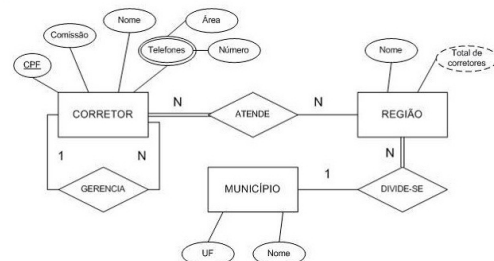 Área
Nome
Comissão
Telefones
Número
Nome
Total de
corretores
CPF
CORRETOR
N
ATENDE
N
REGIÃO
1
N
N
GERENCIA
MUNICÍPIO
1
DIVIDE-SE
UF
Nome